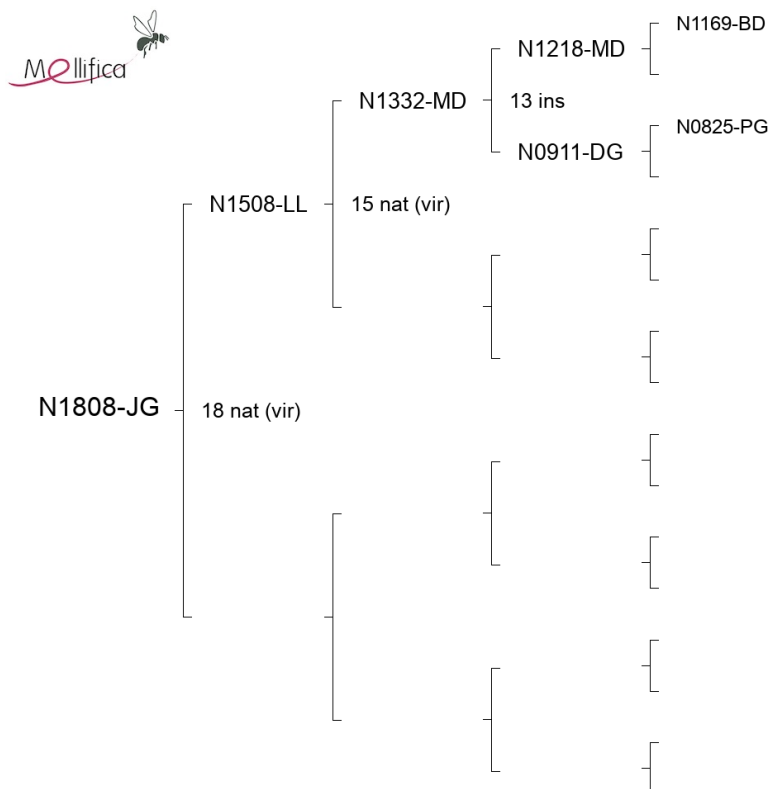 Mellifica
N1169-BD
N1218-MD
N1332-MD
13 ins
N0825-PG
N0911-DG
N1508-LL
15 nat (vir)
N1808-JG
18 nat (vir)